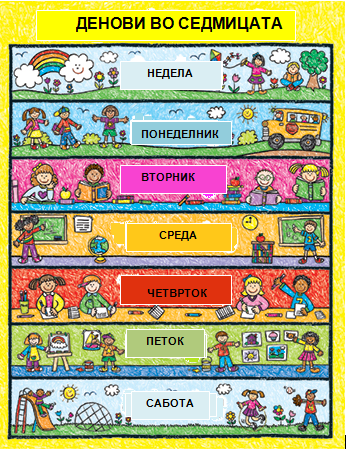 ДЕНОВИ ВО СЕДМИЦАТА
НЕДЕЛА
ПОНЕДЕЛНИК
ВТОРНИК
СРЕДА
ЧЕТВРТОК
ПЕТОК
САБОТА